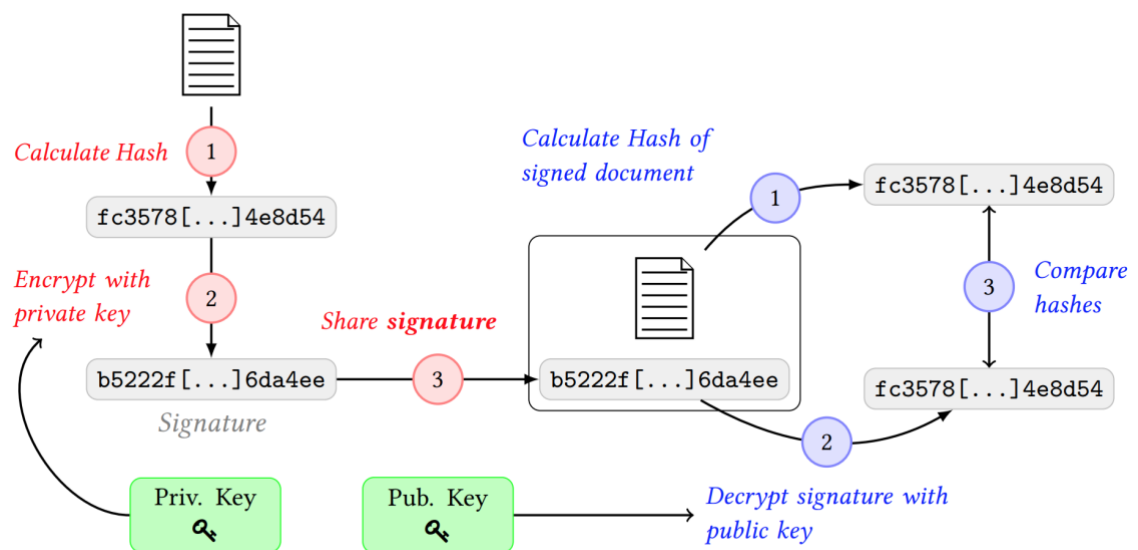 Calculate Hash
1
fc3578[...]4e8d54
Encrypt with
private key
2
b5222f[...]6da4ee
Signature
Share signature
3
Priv. Key
Pub. Key
Calculate Hash of
signed document
1
fc3578[...]4e8d54
b5222f[...]6da4ee
2
Decrypt signature with
public key
fc3578[...]4e8d54
3
Compare
hashes